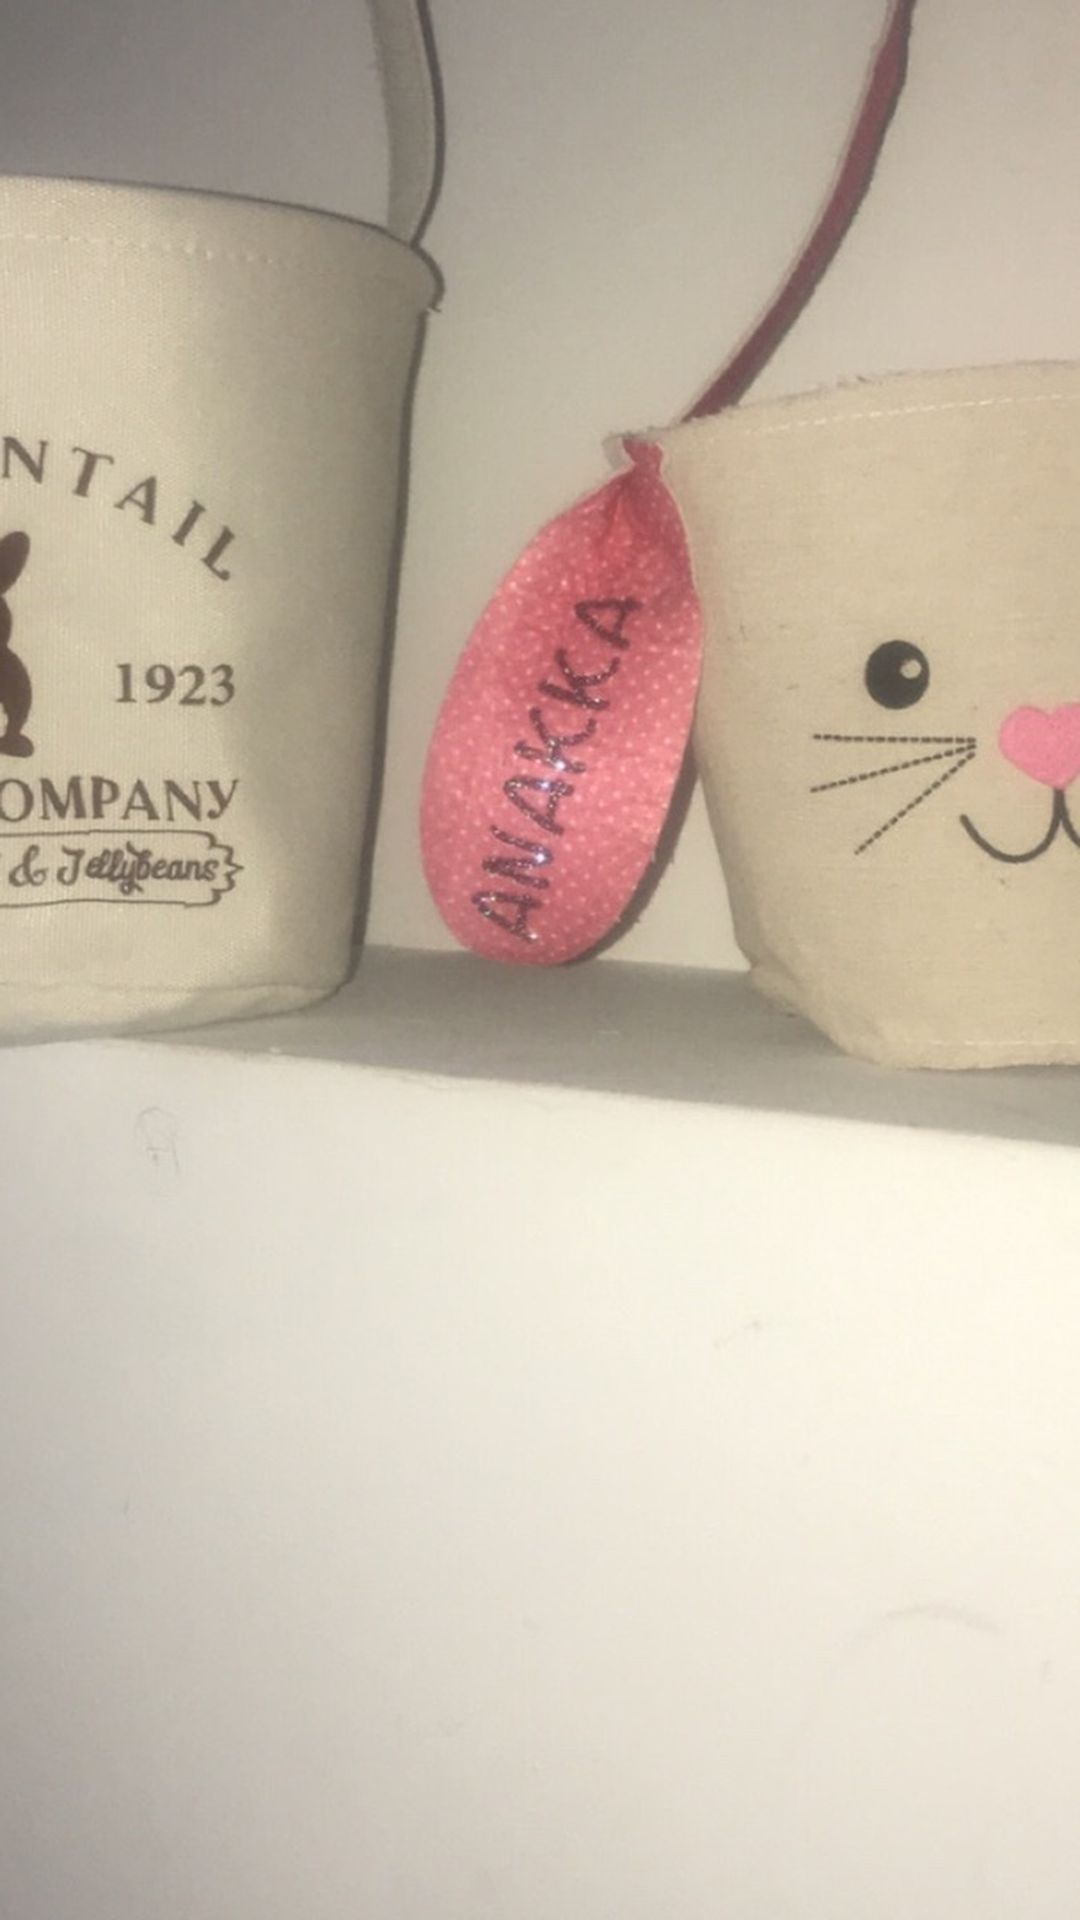 NTAIL
1923
OMPANY
& Jellybeans
ANAKKA